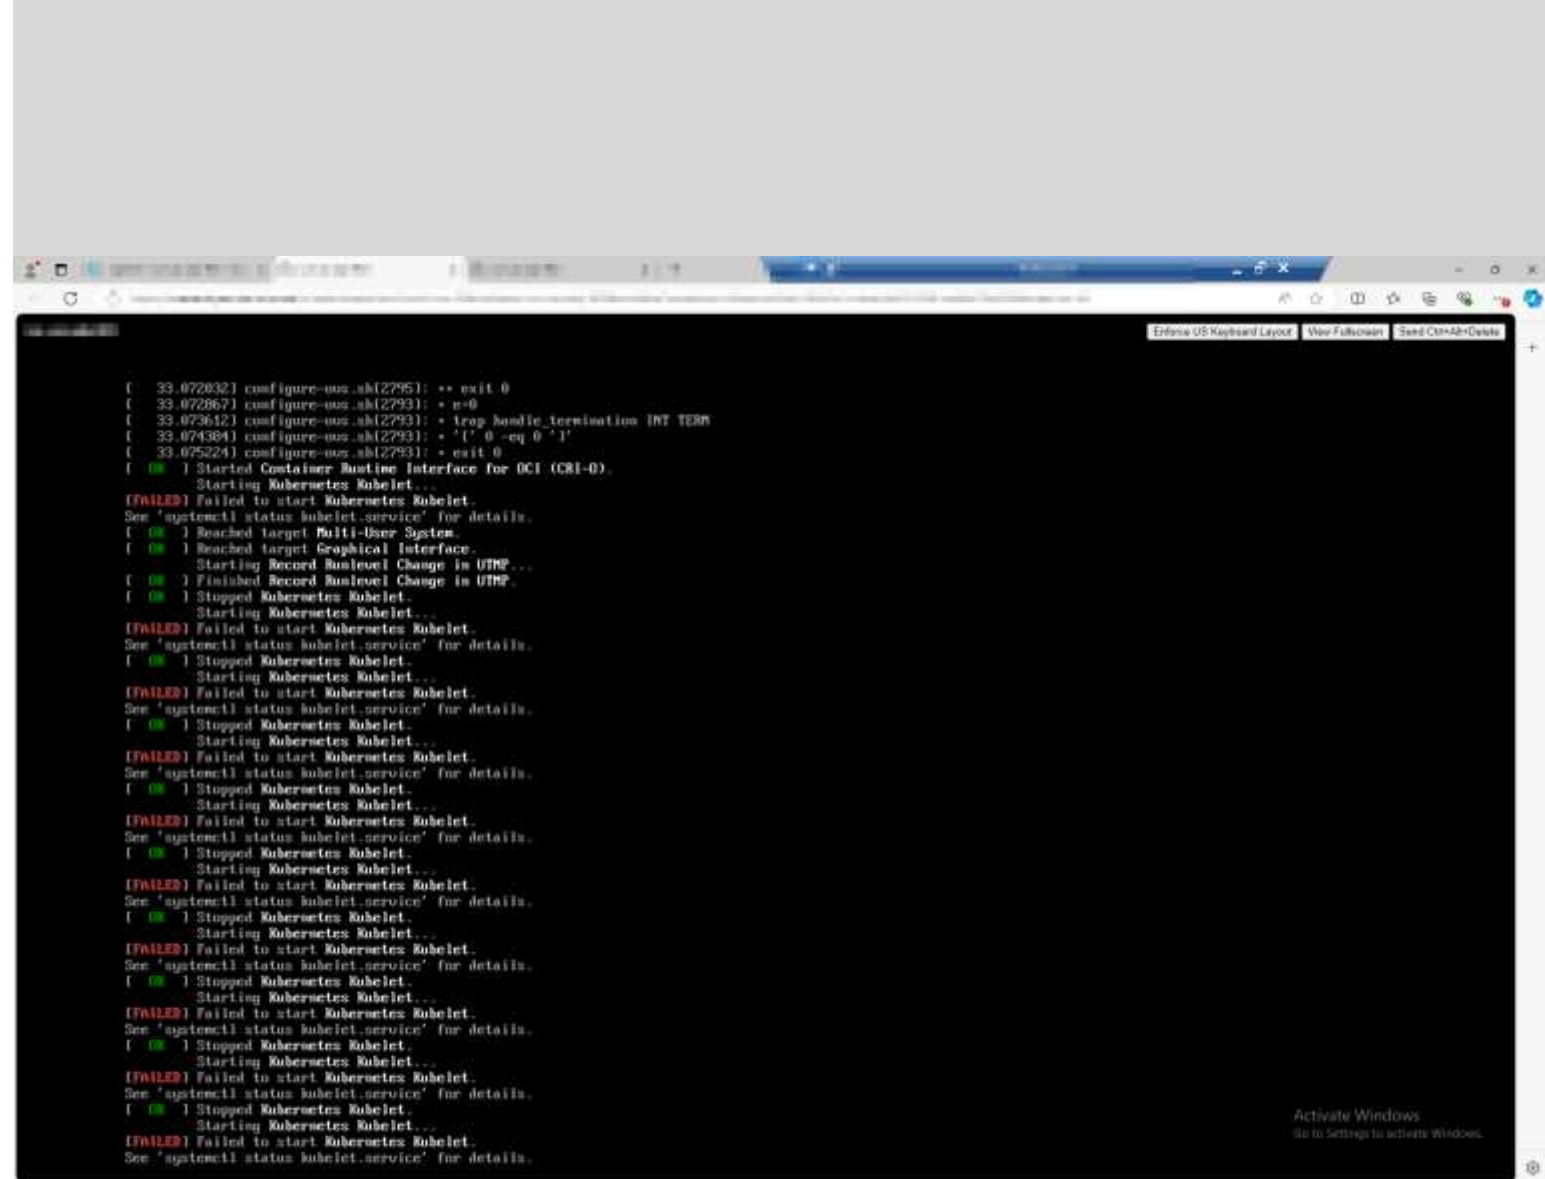 Enforce US Keyboard Layout View Fullscreen Send Ctrl+Alt+Delete
[ 33.072032] configure-ovs.sh[2795]: ++ exit 0
[ 33.072867] configure-ovs.sh[2793]: + e=0
[ 33.073612] configure-ovs.sh[2793]: + trap handle_termination INT TERM
[ 33.074384] configure-ovs.sh[2793]: + '[' 0 -eq 0 ']'
[ 33.075224] configure-ovs.sh[2793]: + exit 0
[ OK ] Started Container Runtime Interface for OCI (CRI-O).
Starting Kubernetes Kubelet...
[FAILED] Failed to start Kubernetes Kubelet.
See 'systemctl status kubelet.service' for details.
[ OK ] Reached target Multi-User System.
[ OK ] Reached target Graphical Interface.
Starting Record Runlevel Change in UTMP...
[ OK ] Finished Record Runlevel Change in UTMP.
[ OK ] Stopped Kubernetes Kubelet.
Starting Kubernetes Kubelet...
[FAILED] Failed to start Kubernetes Kubelet.
See 'systemctl status kubelet.service' for details.
[ OK ] Stopped Kubernetes Kubelet.
Starting Kubernetes Kubelet...
[FAILED] Failed to start Kubernetes Kubelet.
See 'systemctl status kubelet.service' for details.
[ OK ] Stopped Kubernetes Kubelet.
Starting Kubernetes Kubelet...
[FAILED] Failed to start Kubernetes Kubelet.
See 'systemctl status kubelet.service' for details.
[ OK ] Stopped Kubernetes Kubelet.
Starting Kubernetes Kubelet...
[FAILED] Failed to start Kubernetes Kubelet.
See 'systemctl status kubelet.service' for details.
[ OK ] Stopped Kubernetes Kubelet.
Starting Kubernetes Kubelet...
[FAILED] Failed to start Kubernetes Kubelet.
See 'systemctl status kubelet.service' for details.
[ OK ] Stopped Kubernetes Kubelet.
Starting Kubernetes Kubelet...
[FAILED] Failed to start Kubernetes Kubelet.
See 'systemctl status kubelet.service' for details.
[ OK ] Stopped Kubernetes Kubelet.
Starting Kubernetes Kubelet...
[FAILED] Failed to start Kubernetes Kubelet.
See 'systemctl status kubelet.service' for details.
[ OK ] Stopped Kubernetes Kubelet.
Starting Kubernetes Kubelet...
[FAILED] Failed to start Kubernetes Kubelet.
See 'systemctl status kubelet.service' for details.
[ OK ] Stopped Kubernetes Kubelet.
Starting Kubernetes Kubelet...
[FAILED] Failed to start Kubernetes Kubelet.
See 'systemctl status kubelet.service' for details.
Activate Windows
Go to Settings to activate Windows.